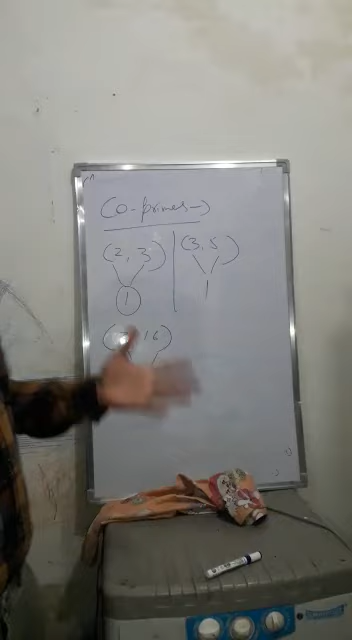 Co-primes→
(2, 3) | (3, 5)
1 1
16)